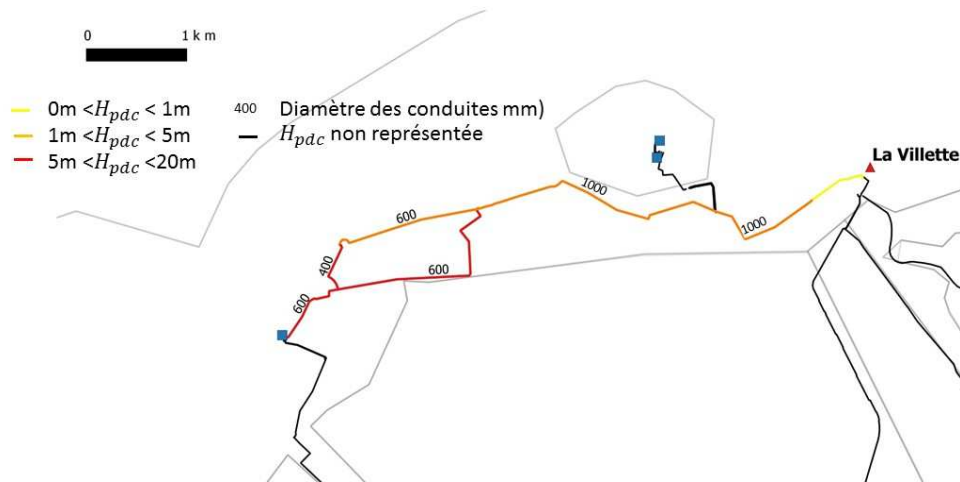 0 1 km
0m <H_pdc < 1m
1m <H_pdc < 5m
5m <H_pdc <20m
400 Diamètre des conduites mm)
H_pdc non représentée
La Villette
1000
600
1000
400
600
600